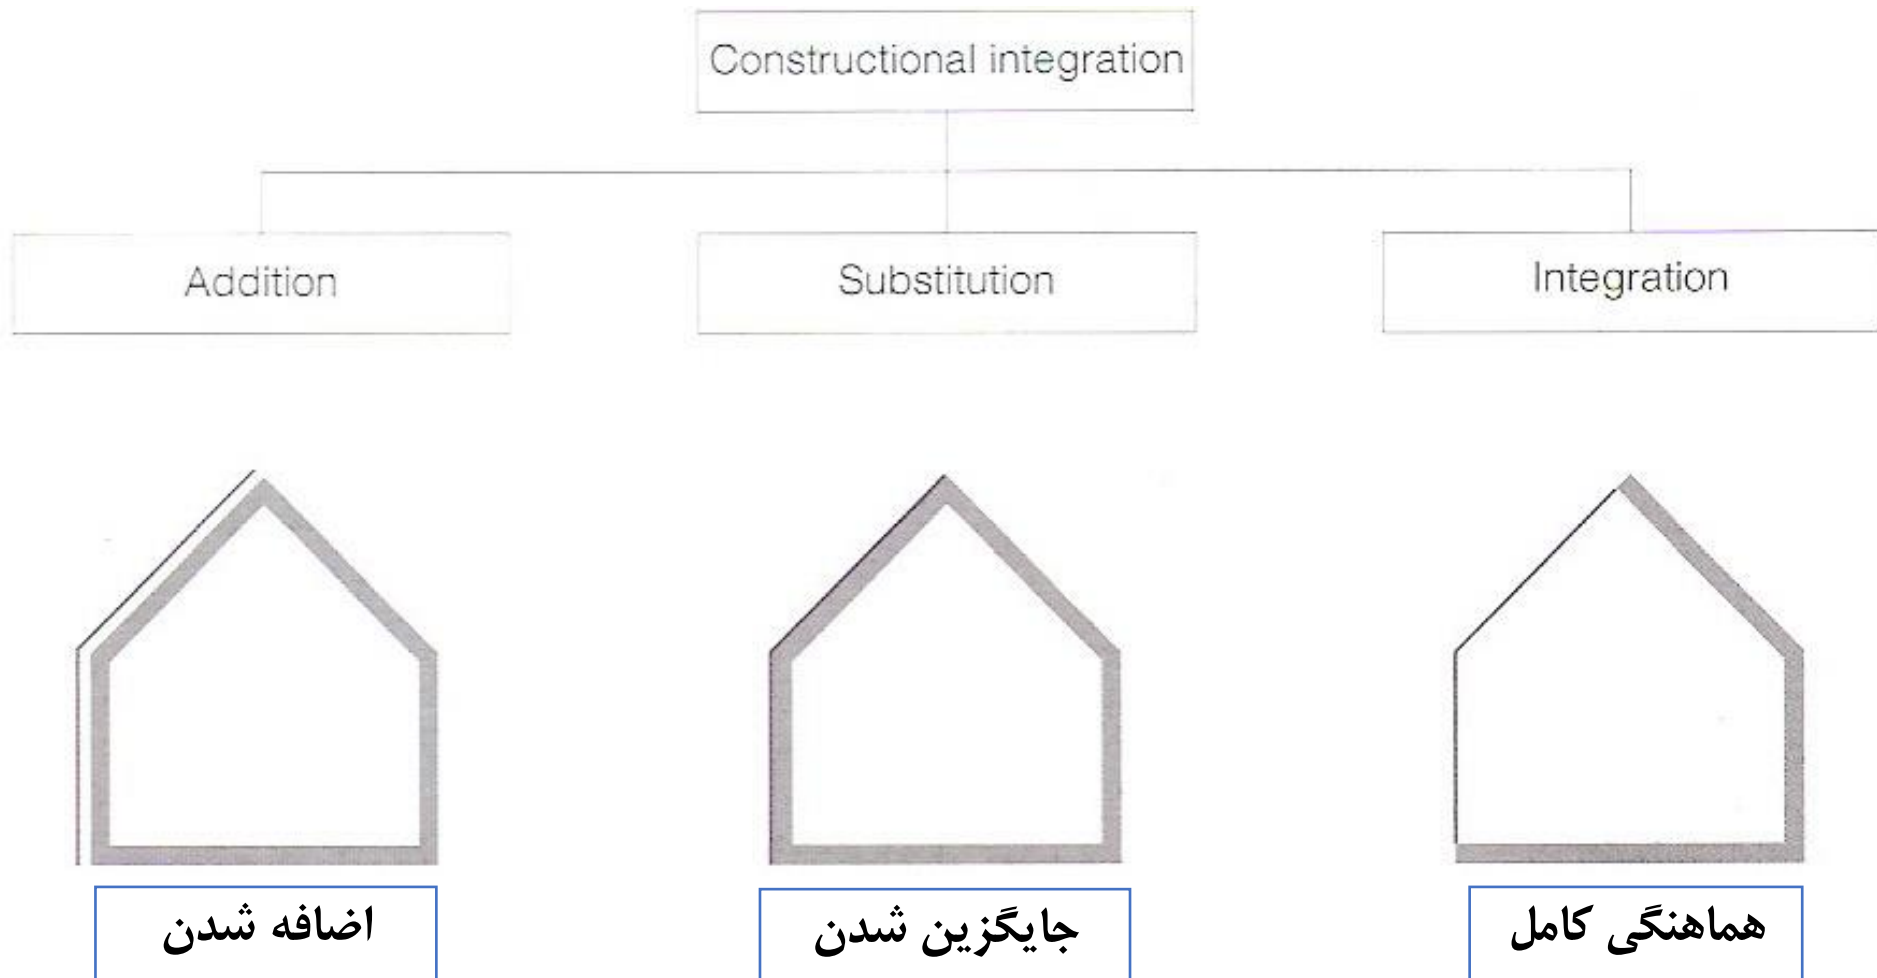 Constructional integration
Addition
Substitution
Integration
اضافه شدن
جایگزین شدن
هماهنگی کامل